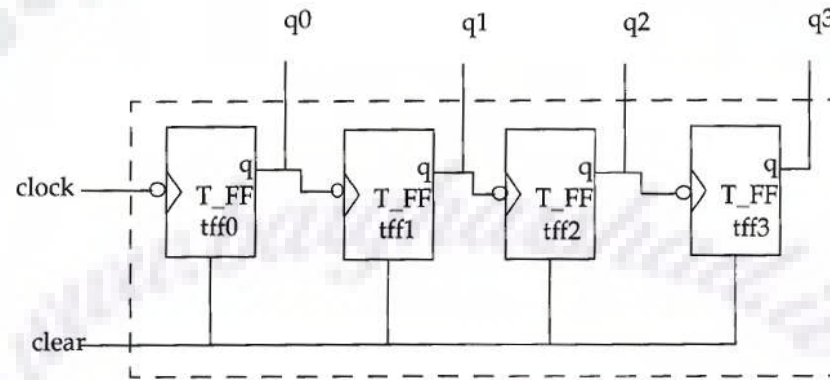 q0 q1 q2 q3
q q q q
clock T_FF T_FF T_FF T_FF
tff0 tff1 tff2 tff3
clear